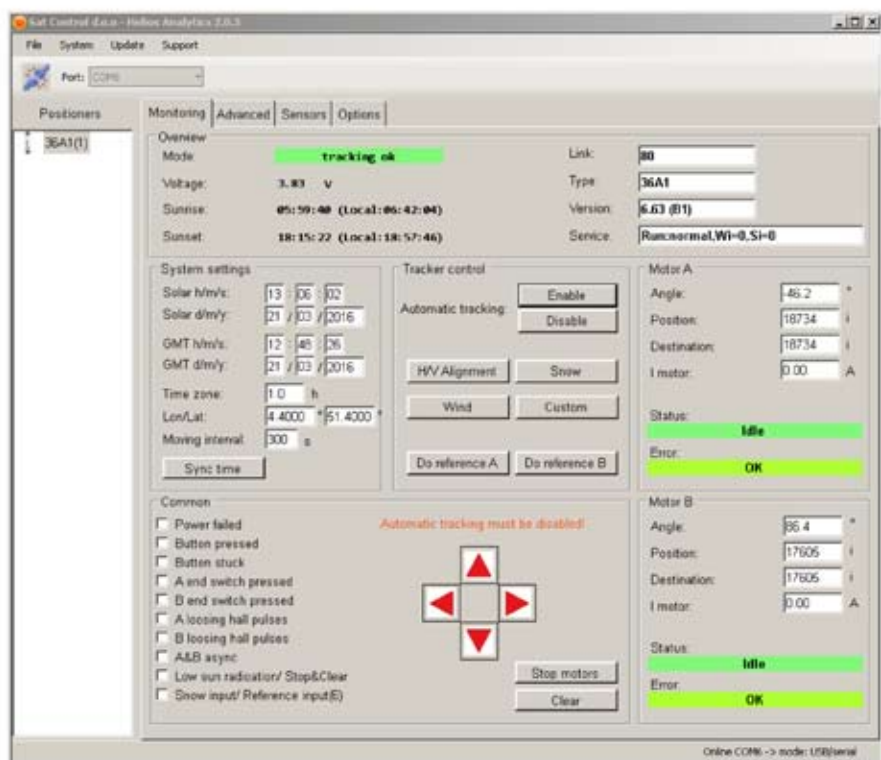 Sat Control d.o.o - Helios Analytics 2.0.3
File System Update Support
Port: COM6
Positioners
36A1(1)
Monitoring Advanced Sensors Options
Overview
Mode: tracking ok
Voltage: 3.83 V
Sunrise: 05:59:40 (Local:06:42:04)
Sunset: 18:15:22 (Local:18:57:46)
Link: 80
Type: 36A1
Version: 6.63 (B1)
Service: Run:normal,Wi=0,Si=0
System settings
Solar h/m/s: 13 : 06 : 02
Solar d/m/y: 21 / 03 / 2016
GMT h/m/s: 12 : 48 : 26
GMT d/m/y: 21 / 03 / 2016
Time zone: 1.0 h
Lon/Lat: 4.4000 ° 51.4000 °
Moving interval: 300 s
Sync time
Tracker control
Automatic tracking:
Enable
Disable
H/V Alignment Snow
Wind Custom
Do reference A Do reference B
Motor A
Angle: -46.2 °
Position: 18734 i
Destination: 18734 i
I motor: 0.00 A
Status:
Idle
Error:
OK
Common
Power failed
Button pressed
Button stuck
A end switch pressed
B end switch pressed
A loosing hall pulses
B loosing hall pulses
A&B async
Low sun radiation/ Stop&Clear
Snow input/ Reference input(E)
Automatic tracking must be disabled!
Stop motors
Clear
Motor B
Angle: 86.4 °
Position: 17605 i
Destination: 17605 i
I motor: 0.00 A
Status:
Idle
Error:
OK
Online COM6 -> mode: USB/serial